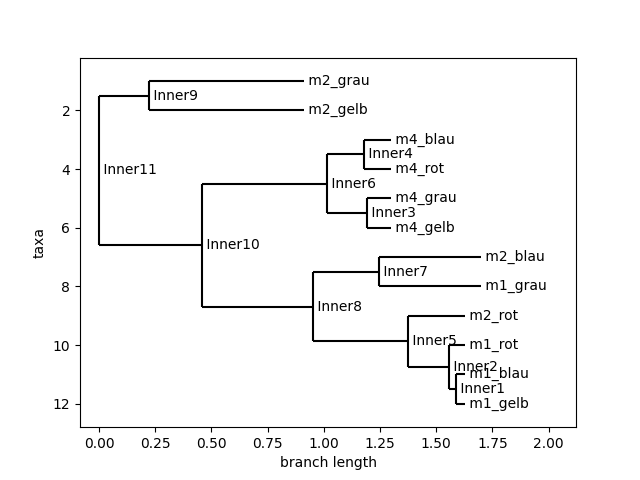 m2_grau
Inner9
m2_gelb
m4_blau
Inner4
m4_rot
Inner11
Inner6
m4_grau
Inner3
m4_gelb
Inner10
m2_blau
Inner7
m1_grau
Inner8
m2_rot
Inner5
m1_rot
Inner2
m1_blau
Inner1
m1_gelb
2
4
6
8
10
12
taxa
0.00 0.25 0.50 0.75 1.00 1.25 1.50 1.75 2.00
branch length